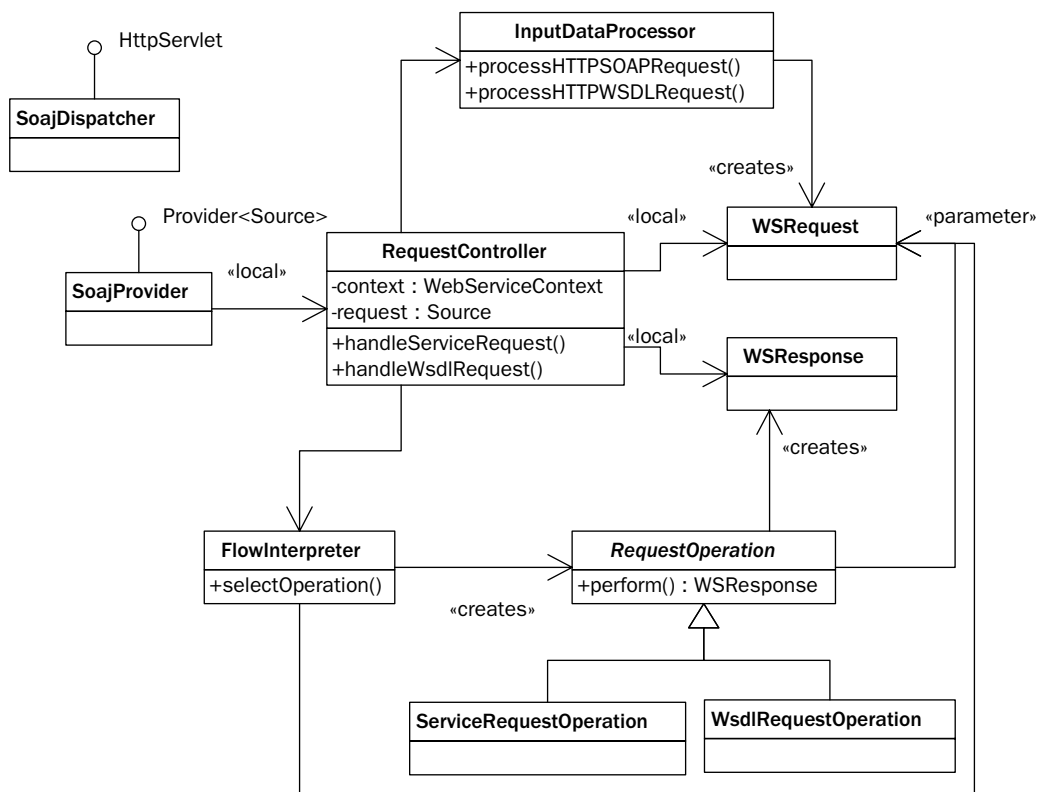 HttpServlet
SoajDispatcher
InputDataProcessor
+processHTTPSOAPRequest()
+processHTTPWSDLRequest()
«creates»
Provider<Source>
SoajProvider
«local»
RequestController
-context : WebServiceContext
-request : Source
+handleServiceRequest()
+handleWsdlRequest()
«local»
WSRequest
«parameter»
«local»
WSResponse
«creates»
FlowInterpreter
+selectOperation()
«creates»
RequestOperation
+perform() : WSResponse
ServiceRequestOperation
WsdlRequestOperation